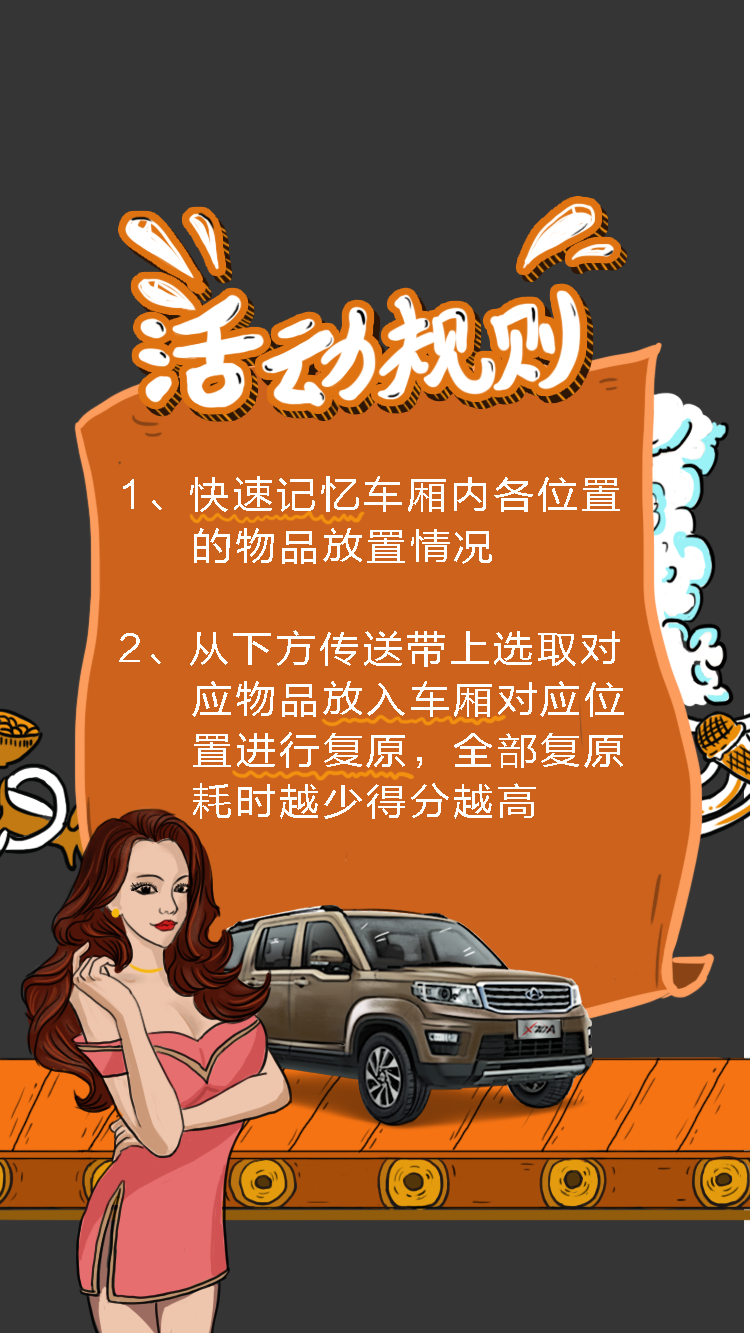 活动规则
1、快速记忆车厢内各位置
的物品放置情况
2、从下方传送带上选取对
应物品放入车厢对应位
置进行复原，全部复原
耗时越少得分越高